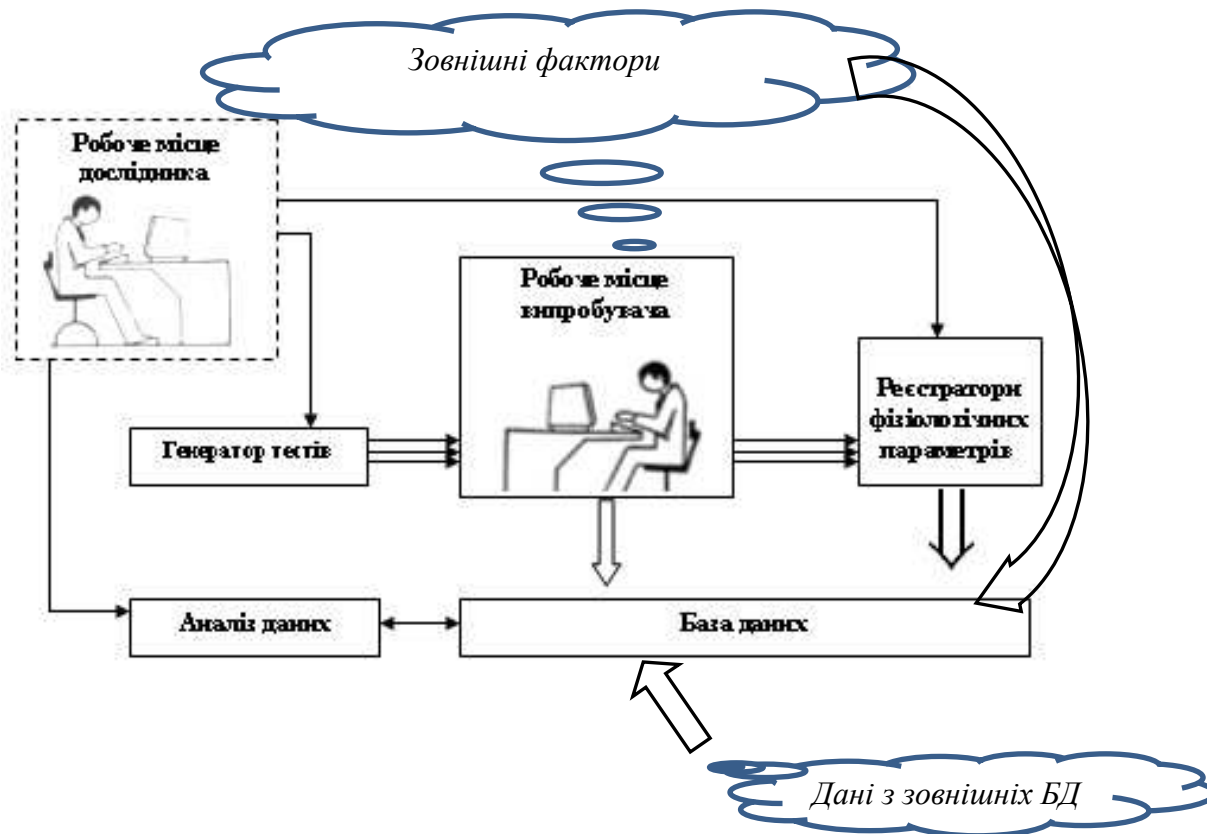 Зовнішні фактори
Робоче місце
дослідника
Робоче місце
випробувача
Реєстратори
фізіологічних
параметрів
Генератор тестів
Аналіз даних
База даних
Дані з зовнішніх БД